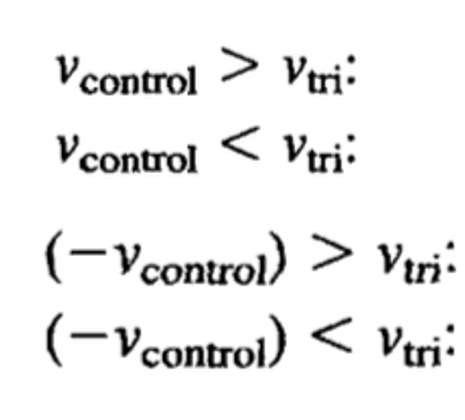 v_control > v_tri:
v_control < v_tri:
(−v_control) > v_tri:
(−v_control) < v_tri: